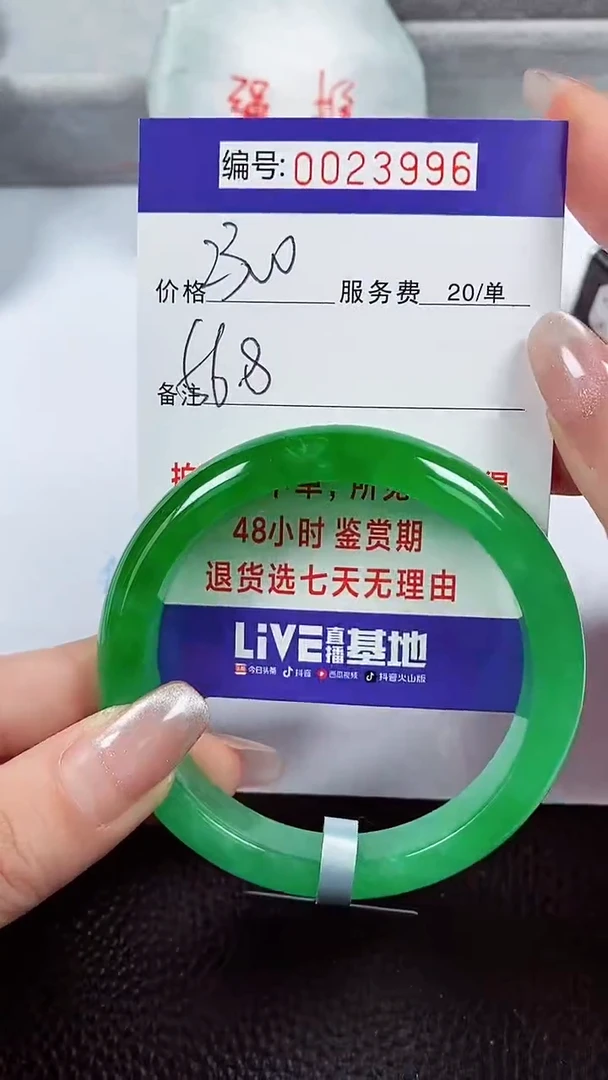 编号: 0023996
价格 230 服务费 20/单
备注 56.8
48小时 鉴赏期
退货选七天无理由
LiVE直播基地
今日头条 抖音 西瓜视频 抖音火山版